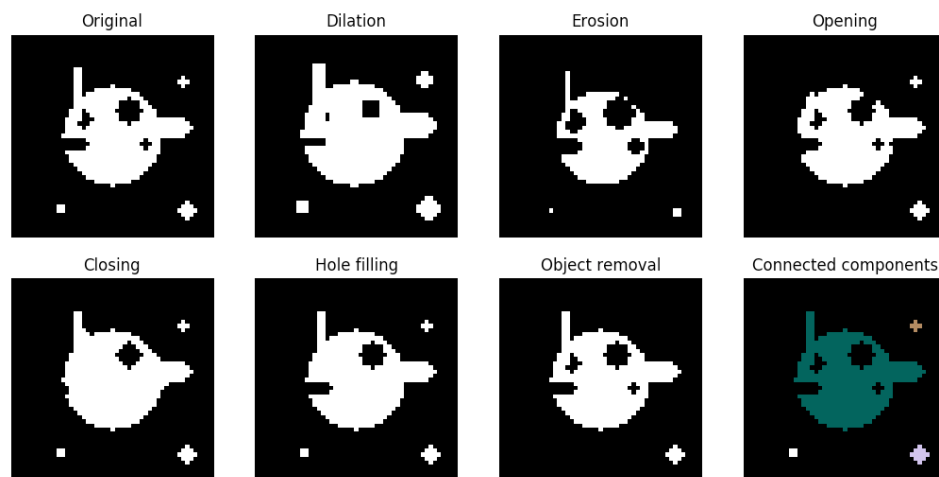 Original
Dilation
Erosion
Opening
Closing
Hole filling
Object removal
Connected components